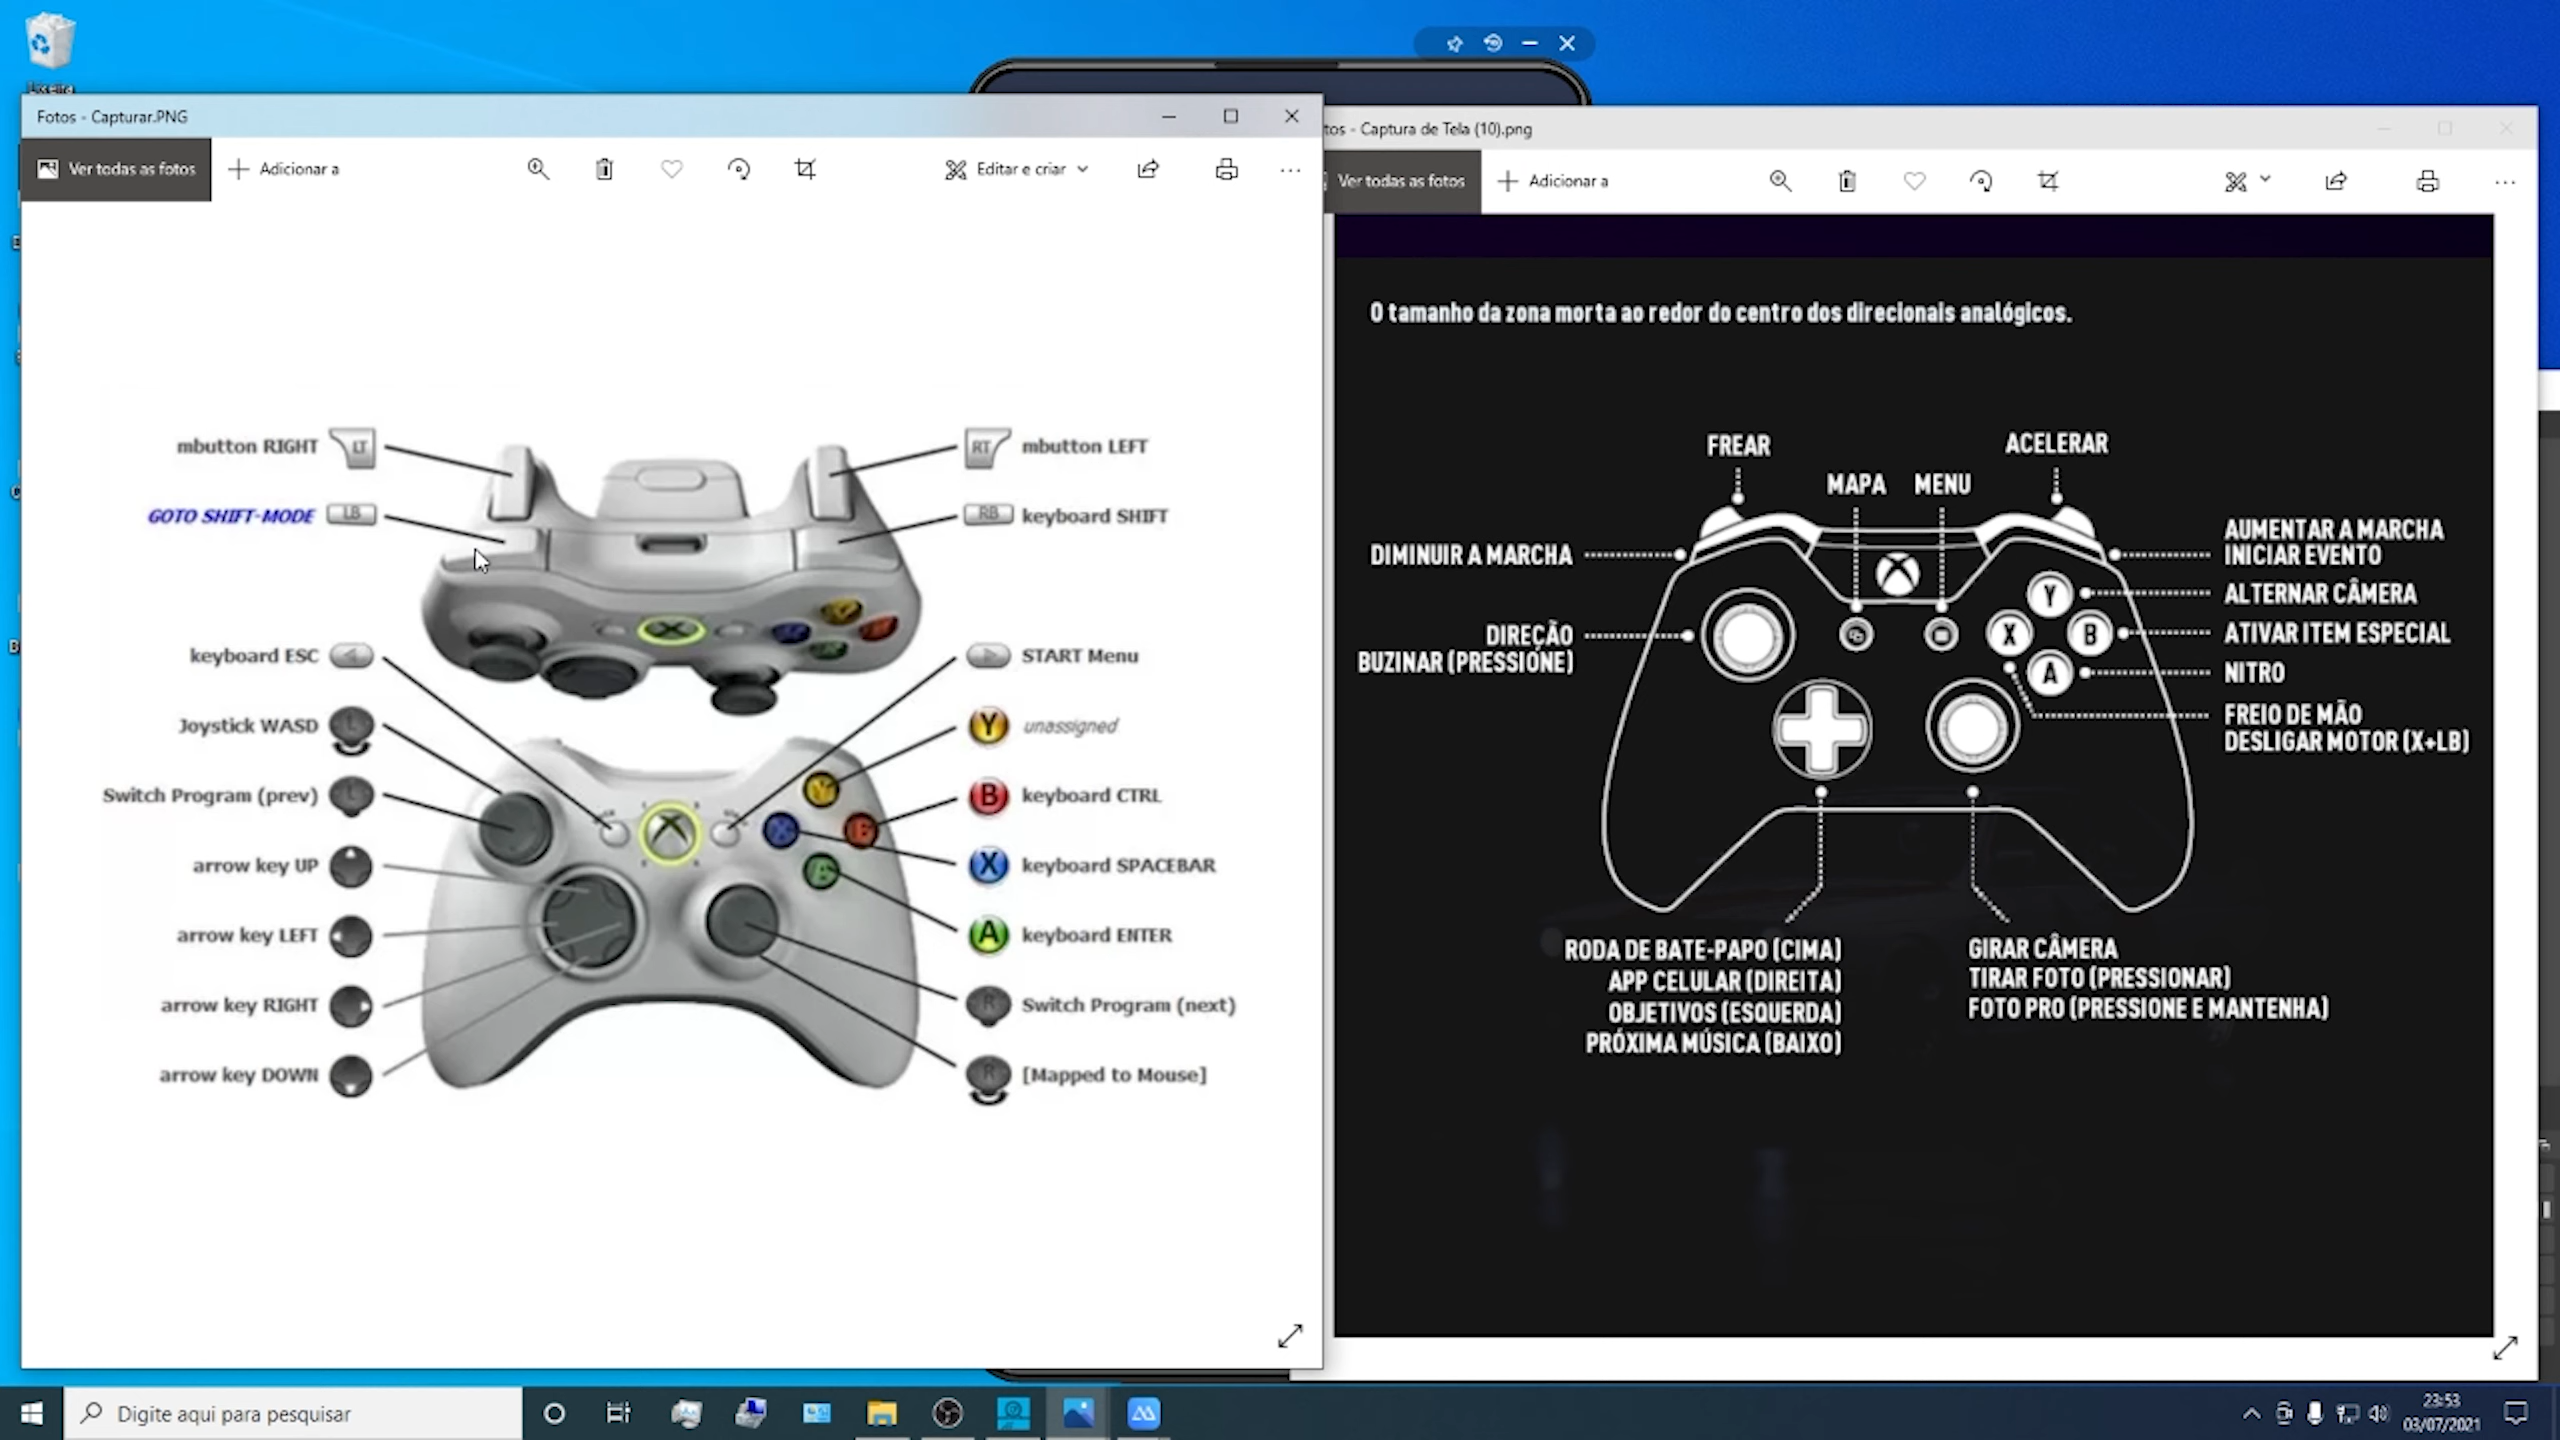 Lixeira
Fotos - Capturar.PNG
Ver todas as fotos
Adicionar a
Editar e criar
mbutton RIGHT
LT
RT
mbutton LEFT
GOTO SHIFT-MODE
LB
RB
keyboard SHIFT
keyboard ESC
START Menu
Joystick WASD
L
Y
unassigned
Switch Program (prev)
L
B
keyboard CTRL
arrow key UP
X
keyboard SPACEBAR
arrow key LEFT
A
keyboard ENTER
arrow key RIGHT
R
Switch Program (next)
arrow key DOWN
R
[Mapped to Mouse]
tos - Captura de Tela (10).png
Ver todas as fotos
Adicionar a
O tamanho da zona morta ao redor do centro dos direcionais analógicos.
FREAR
ACELERAR
MAPA
MENU
DIMINUIR A MARCHA
AUMENTAR A MARCHA
INICIAR EVENTO
Y
ALTERNAR CÂMERA
DIREÇÃO
BUZINAR (PRESSIONE)
X
B
ATIVAR ITEM ESPECIAL
A
NITRO
FREIO DE MÃO
DESLIGAR MOTOR (X+LB)
RODA DE BATE-PAPO (CIMA)
APP CELULAR (DIREITA)
OBJETIVOS (ESQUERDA)
PRÓXIMA MÚSICA (BAIXO)
GIRAR CÂMERA
TIRAR FOTO (PRESSIONAR)
FOTO PRO (PRESSIONE E MANTENHA)
Digite aqui para pesquisar
23:53
03/07/2021